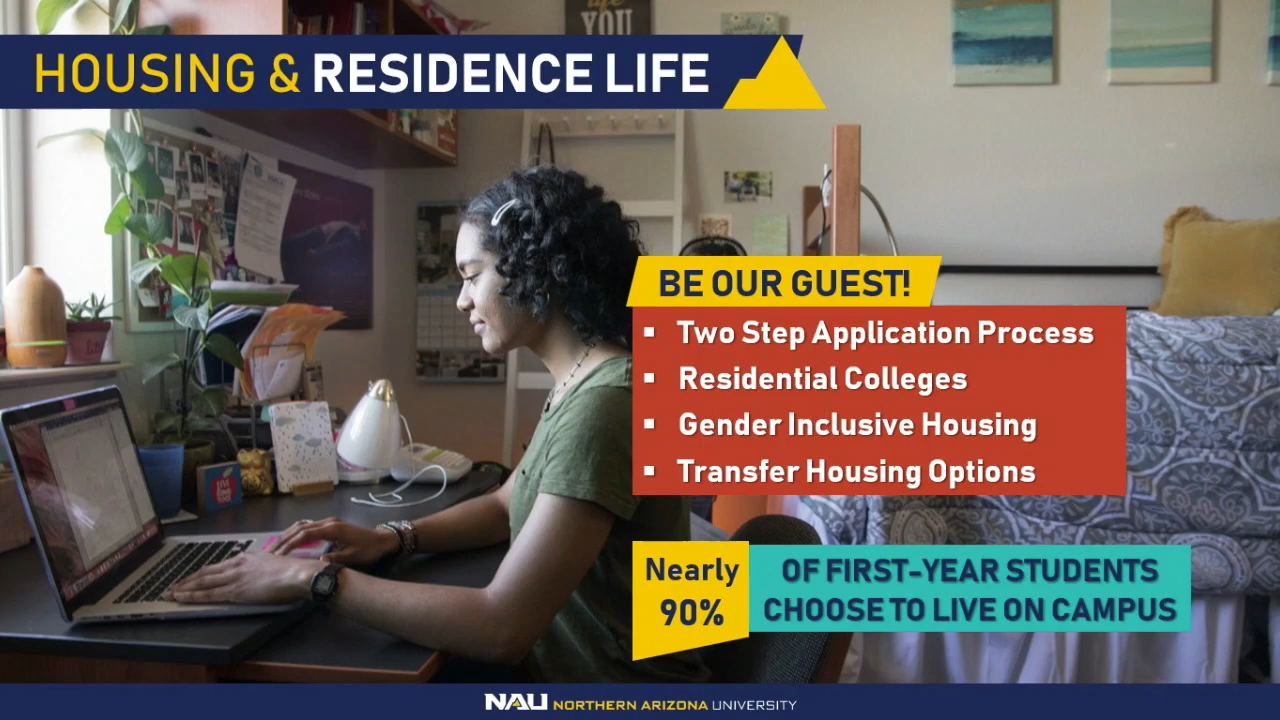 HOUSING & RESIDENCE LIFE
YOU
BE OUR GUEST!
▪ Two Step Application Process
▪ Residential Colleges
▪ Gender Inclusive Housing
▪ Transfer Housing Options
Nearly
90%
OF FIRST-YEAR STUDENTS
CHOOSE TO LIVE ON CAMPUS
NAU NORTHERN ARIZONA UNIVERSITY